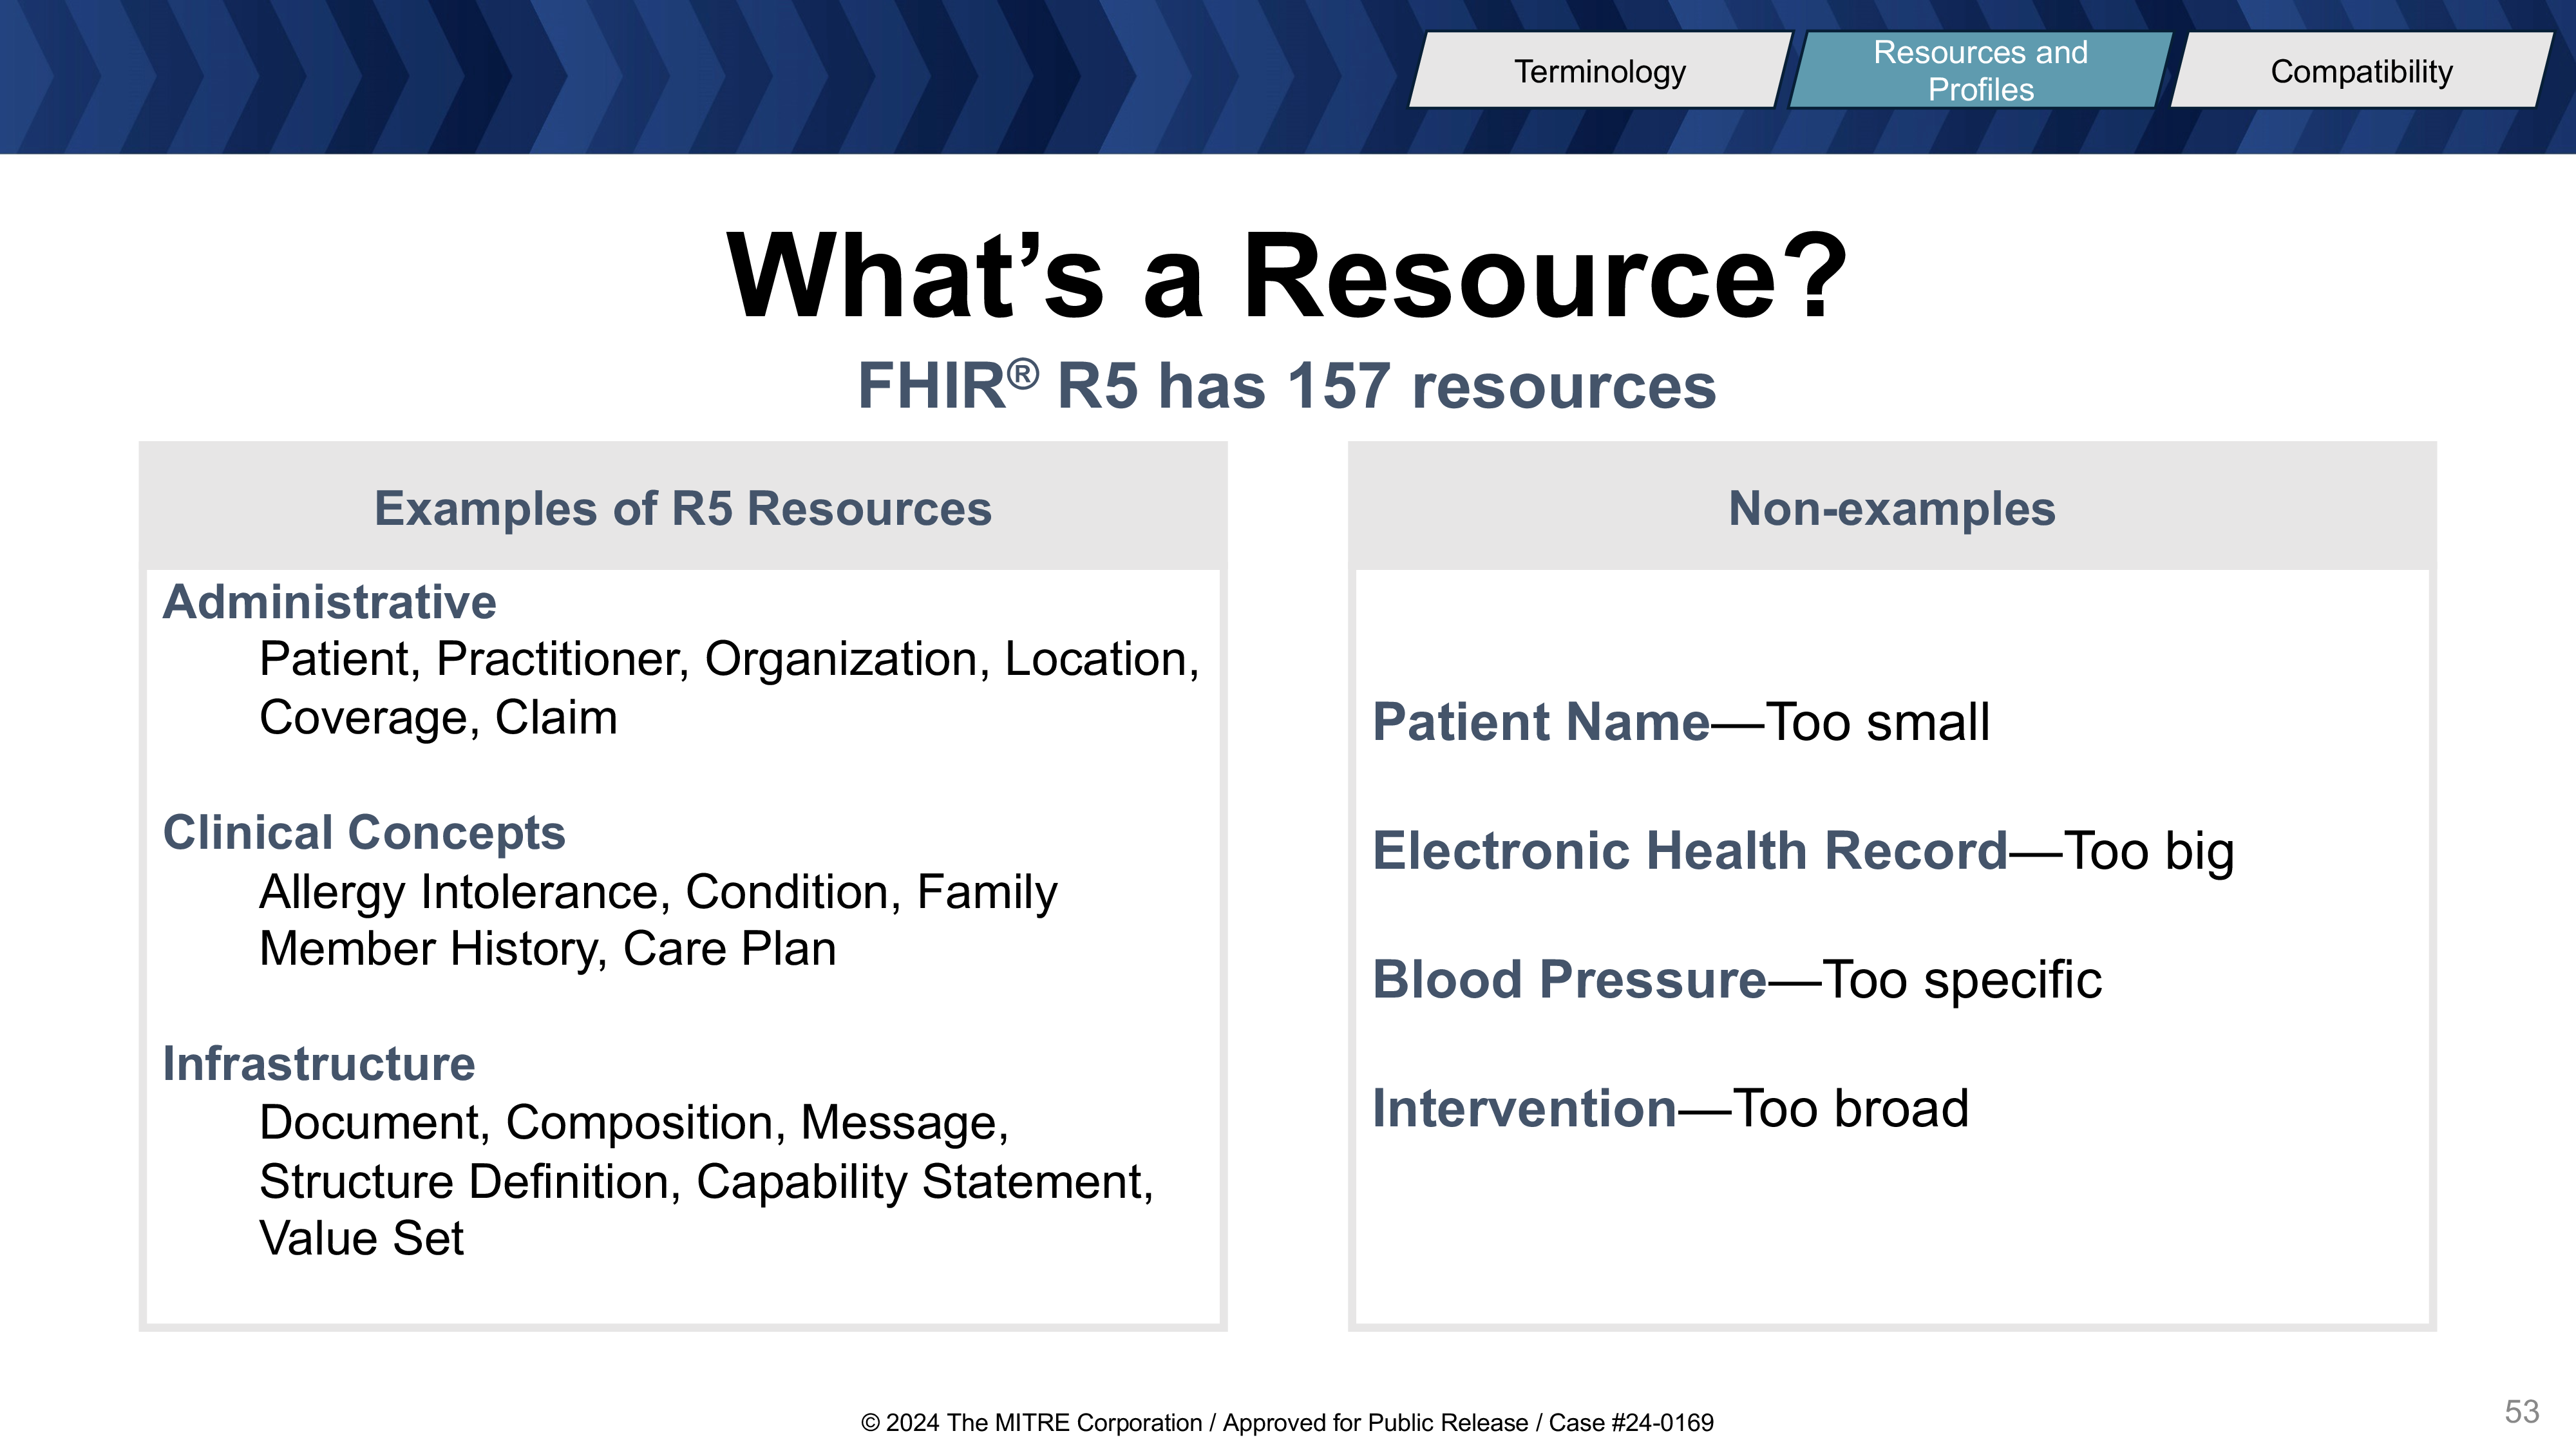 Terminology
Resources and
Profiles
Compatibility
What’s a Resource?
FHIR® R5 has 157 resources
Examples of R5 Resources
Administrative
Patient, Practitioner, Organization, Location,
Coverage, Claim
Clinical Concepts
Allergy Intolerance, Condition, Family
Member History, Care Plan
Infrastructure
Document, Composition, Message,
Structure Definition, Capability Statement,
Value Set
Non-examples
Patient Name—Too small
Electronic Health Record—Too big
Blood Pressure—Too specific
Intervention—Too broad
© 2024 The MITRE Corporation / Approved for Public Release / Case #24-0169
53